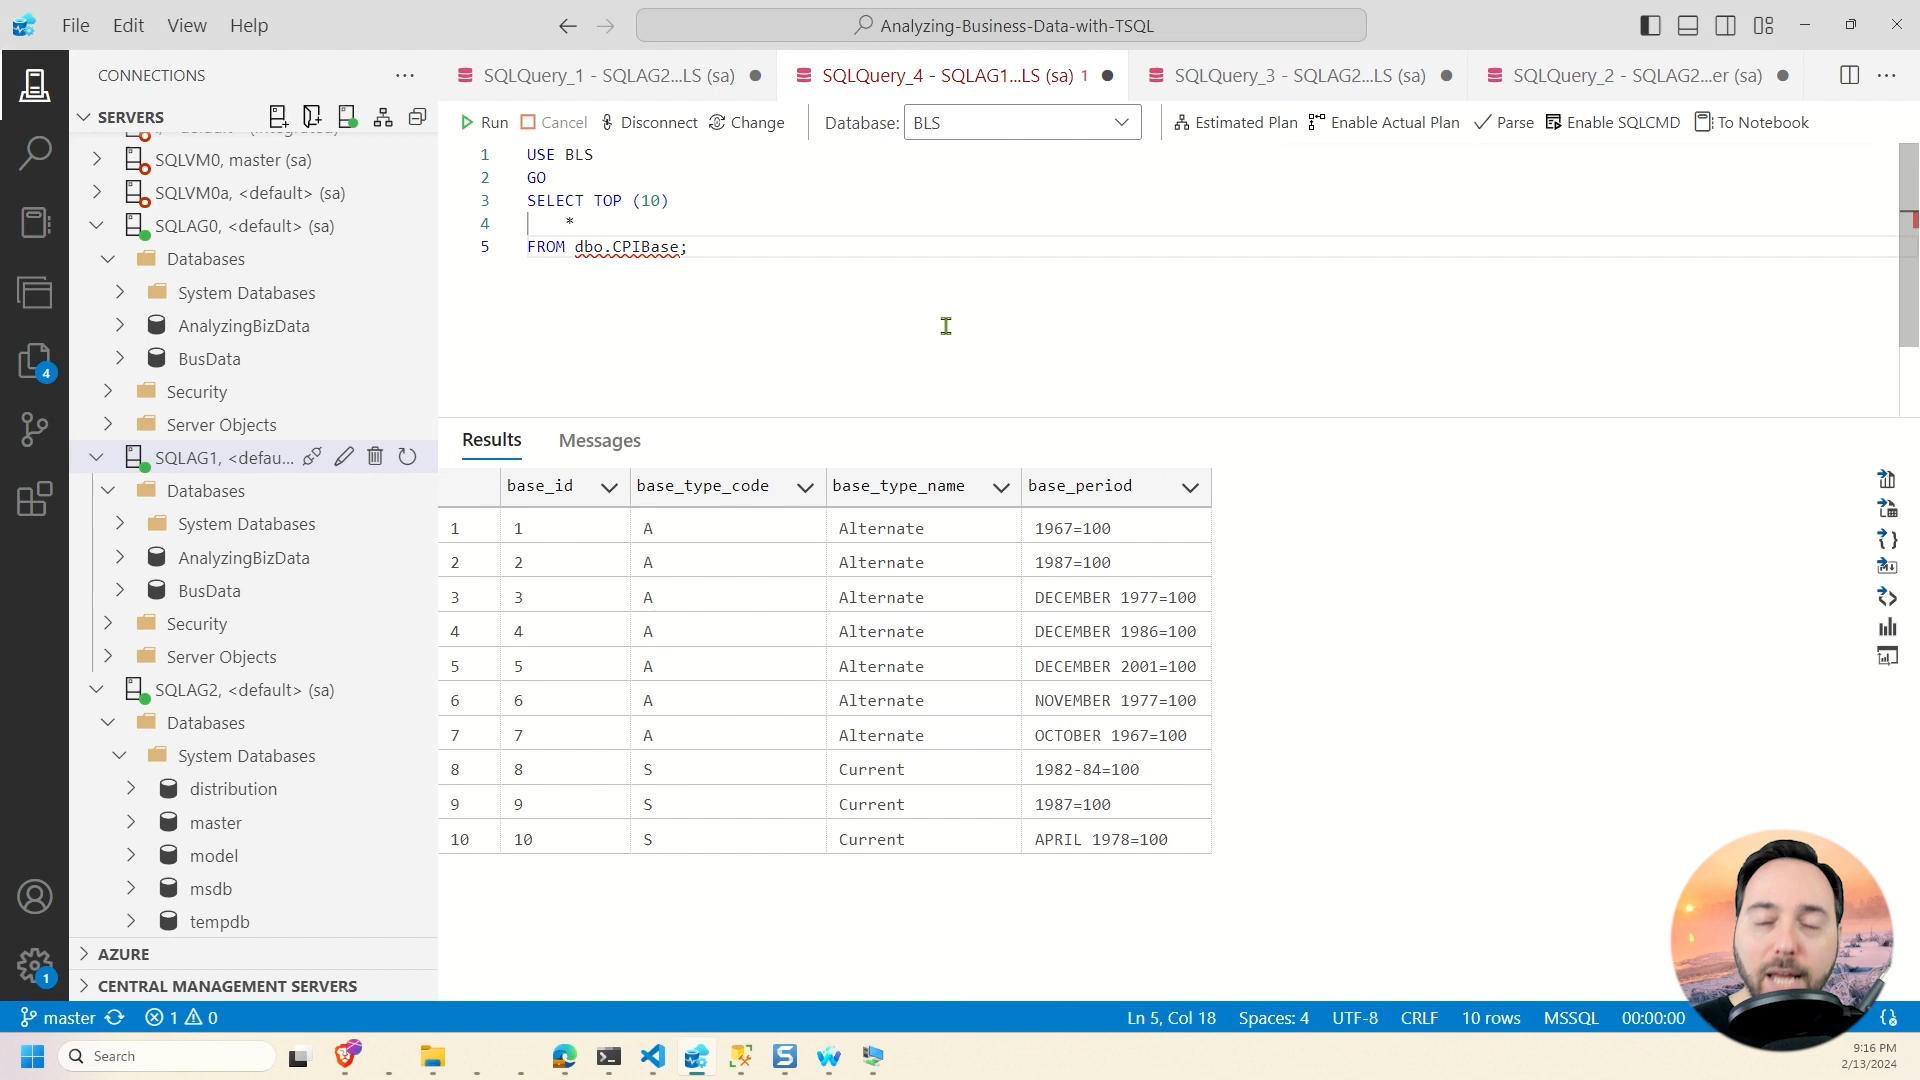 File Edit View Help
Analyzing-Business-Data-with-TSQL
CONNECTIONS
SQLQuery_1 - SQLAG2...LS (sa)
SQLQuery_4 - SQLAG1...LS (sa) 1
SQLQuery_3 - SQLAG2...LS (sa)
SQLQuery_2 - SQLAG2...er (sa)
SERVERS
Run Cancel Disconnect Change Database: BLS Estimated Plan Enable Actual Plan Parse Enable SQLCMD To Notebook
SQLVM0, master (sa)
SQLVM0a, <default> (sa)
SQLAG0, <default> (sa)
Databases
System Databases
AnalyzingBizData
BusData
Security
Server Objects
SQLAG1, <defau...
Databases
System Databases
AnalyzingBizData
BusData
Security
Server Objects
SQLAG2, <default> (sa)
Databases
System Databases
distribution
master
model
msdb
tempdb
AZURE
CENTRAL MANAGEMENT SERVERS
4
1
1 USE BLS
2 GO
3 SELECT TOP (10)
4 *
5 FROM dbo.CPIBase;
Results Messages
base_id base_type_code base_type_name base_period
1 1 A Alternate 1967=100
2 2 A Alternate 1987=100
3 3 A Alternate DECEMBER 1977=100
4 4 A Alternate DECEMBER 1986=100
5 5 A Alternate DECEMBER 2001=100
6 6 A Alternate NOVEMBER 1977=100
7 7 A Alternate OCTOBER 1967=100
8 8 S Current 1982-84=100
9 9 S Current 1987=100
10 10 S Current APRIL 1978=100
master 1 0 Ln 5, Col 18 Spaces: 4 UTF-8 CRLF 10 rows MSSQL 00:00:00
Search
9:16 PM
2/13/2024